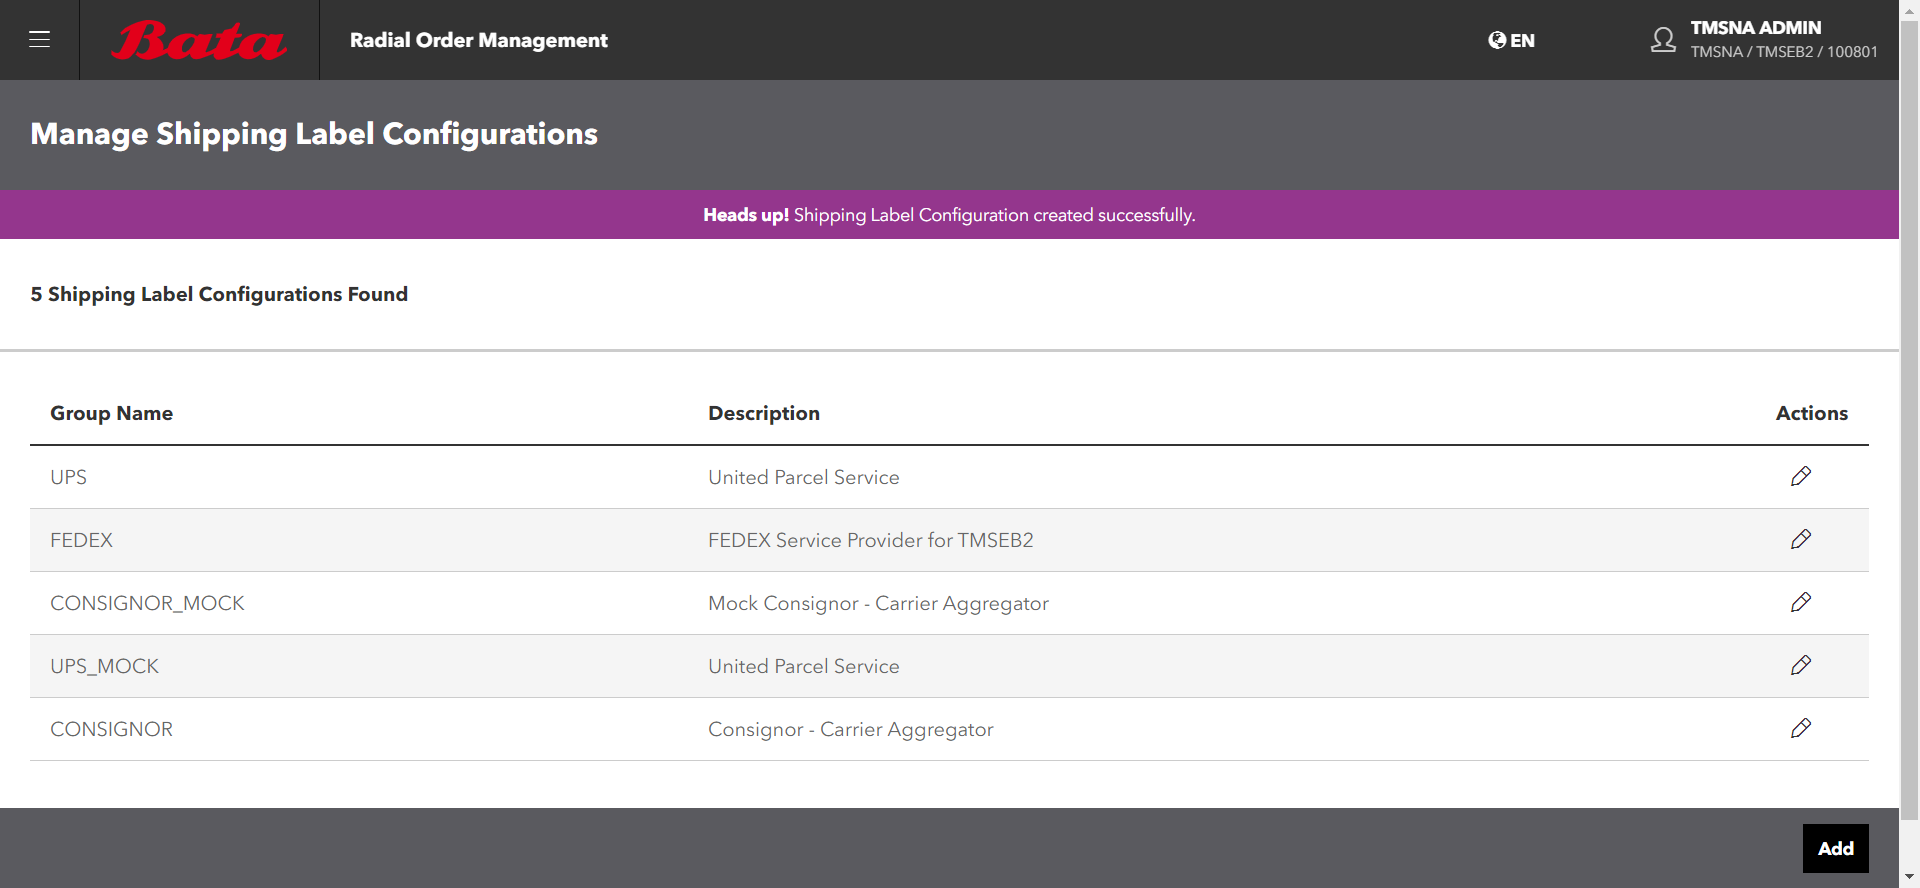 Bata
Radial Order Management
EN
TMSNA ADMIN
TMSNA / TMSEB2 / 100801
Manage Shipping Label Configurations
Heads up! Shipping Label Configuration created successfully.
5 Shipping Label Configurations Found
Group Name Description Actions
UPS United Parcel Service
FEDEX FEDEX Service Provider for TMSEB2
CONSIGNOR_MOCK Mock Consignor - Carrier Aggregator
UPS_MOCK United Parcel Service
CONSIGNOR Consignor - Carrier Aggregator
Add